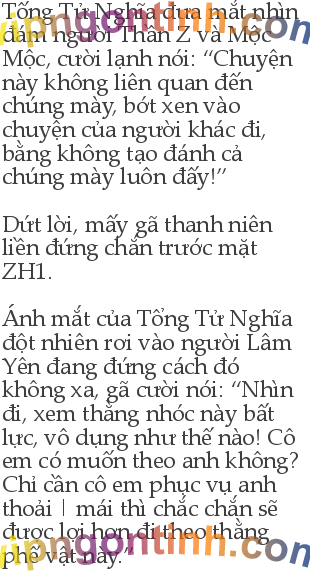 Tống Tử Nghĩa đưa mắt nhìn
đám người Thần Z và Mộc
Mộc, cười lạnh nói: “Chuyện
này không liên quan đến
chúng mày, bớt xen vào
chuyện của người khác đi,
bằng không tạo đánh cả
chúng mày luôn đấy!”
Dứt lời, mấy gã thanh niên
liền đứng chắn trước mặt
ZH1.
Ánh mắt của Tổng Tử Nghĩa
đột nhiên rơi vào người Lâm
Yên đang đứng cách đó
không xa, gã cười nói: “Nhìn
đi, xem thằng nhóc này bất
lực, vô dụng như thế nào! Cô
em có muốn theo anh không?
Chỉ cần cô em phục vụ anh
thoải | mái thì chắc chắn sẽ
được lợi hơn đi theo thằng
phế vật này.”
vipngontinh.com
vipngontinh.com